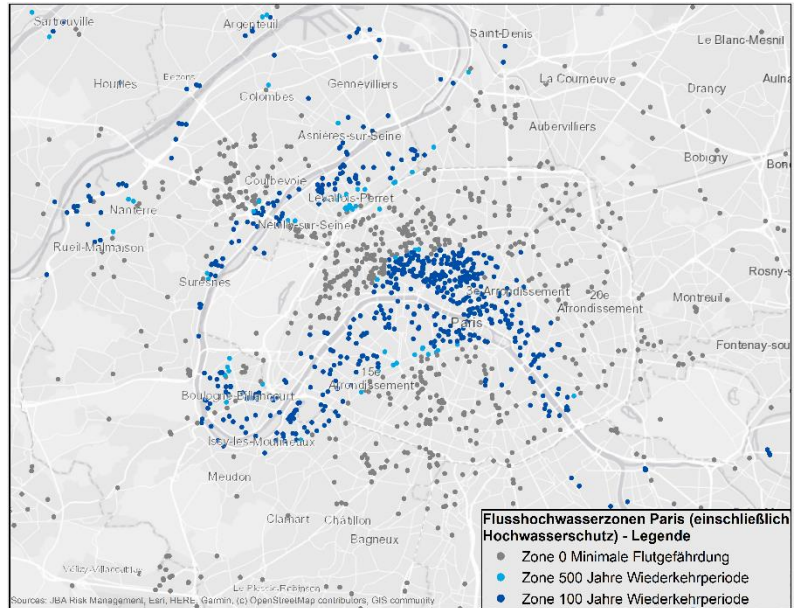 Sartrouville
Argenteuil
Saint-Denis
Le Blanc-Mesnil
Houilles
Bezons
Gennevilliers
La Courneuve
Drancy
Colombes
Aubervilliers
Asnières-sur-Seine
Bobigny
Courbevoie
Nanterre
Levallois-Perret
Neuilly-sur-Seine
Rueil-Malmaison
Suresnes
3e Arrondissement
20e
Arrondissement
Montreuil
Paris
15e
Arrondissement
Boulogne-Billancourt
Issy-les-Moulineaux
Meudon
Clamart
Châtillon
Bagneux
Vélizy-Villacoublay
Le Plessis-Robinson
Flusshochwasserzonen Paris (einschließlich
Hochwasserschutz) - Legende
Zone 0 Minimale Flutgefährdung
Zone 500 Jahre Wiederkehrperiode
Zone 100 Jahre Wiederkehrperiode
Sources: JBA Risk Management, Esri, HERE, Garmin, (c) OpenStreetMap contributors, GIS community